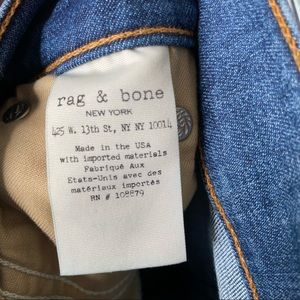 rag & bone
NEW YORK
425 W. 13th St, NY NY 10014
Made in the USA
with imported materials
Fabriqué Aux
Etats-Unis avec des
matériaux importés
RN # 108879